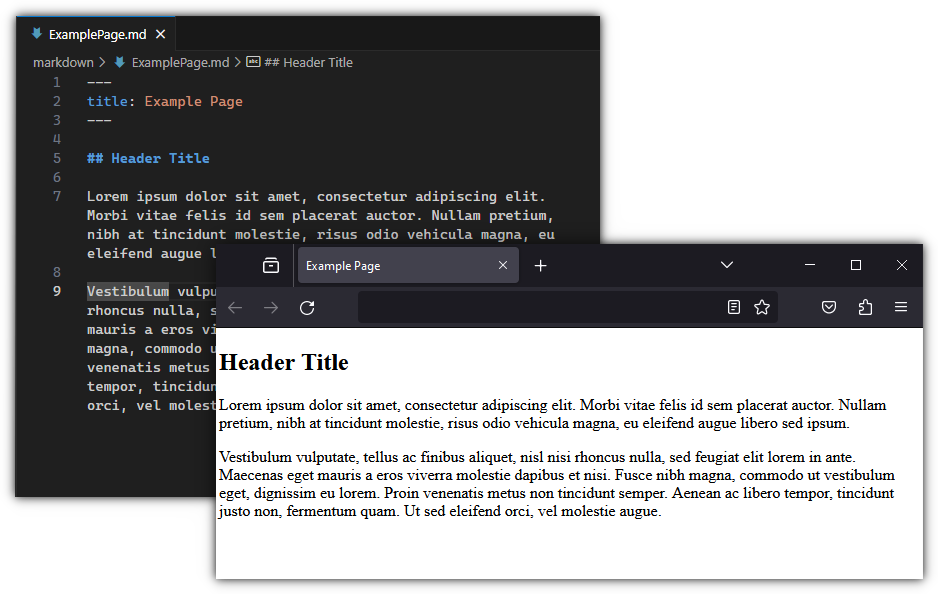 ExamplePage.md
markdown > ExamplePage.md > abc ## Header Title
1 ---
2 title: Example Page
3 ---
4
5 ## Header Title
6
7 Lorem ipsum dolor sit amet, consectetur adipiscing elit.
Morbi vitae felis id sem placerat auctor. Nullam pretium,
nibh at tincidunt molestie, risus odio vehicula magna, eu
eleifend augue l
8
9 Vestibulum vulpu
rhoncus nulla, s
mauris a eros vi
magna, commodo u
venenatis metus
tempor, tincidun
orci, vel molest
Example Page
Header Title
Lorem ipsum dolor sit amet, consectetur adipiscing elit. Morbi vitae felis id sem placerat auctor. Nullam
pretium, nibh at tincidunt molestie, risus odio vehicula magna, eu eleifend augue libero sed ipsum.
Vestibulum vulputate, tellus ac finibus aliquet, nisl nisi rhoncus nulla, sed feugiat elit lorem in ante.
Maecenas eget mauris a eros viverra molestie dapibus et nisi. Fusce nibh magna, commodo ut vestibulum
eget, dignissim eu lorem. Proin venenatis metus non tincidunt semper. Aenean ac libero tempor, tincidunt
justo non, fermentum quam. Ut sed eleifend orci, vel molestie augue.